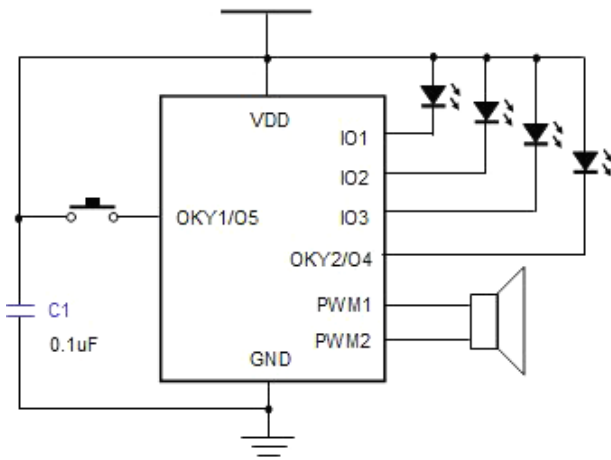 VDD
IO1
IO2
OKY1/O5
IO3
OKY2/O4
PWM1
C1
PWM2
0.1uF
GND